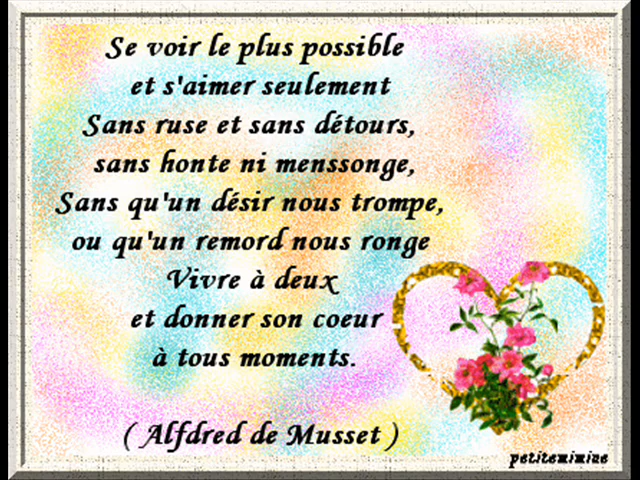 Se voir le plus possible
et s'aimer seulement
Sans ruse et sans détours,
sans honte ni menssonge,
Sans qu'un désir nous trompe,
ou qu'un remord nous ronge
Vivre à deux
et donner son coeur
à tous moments.
( Alfdred de Musset )
petiteminine